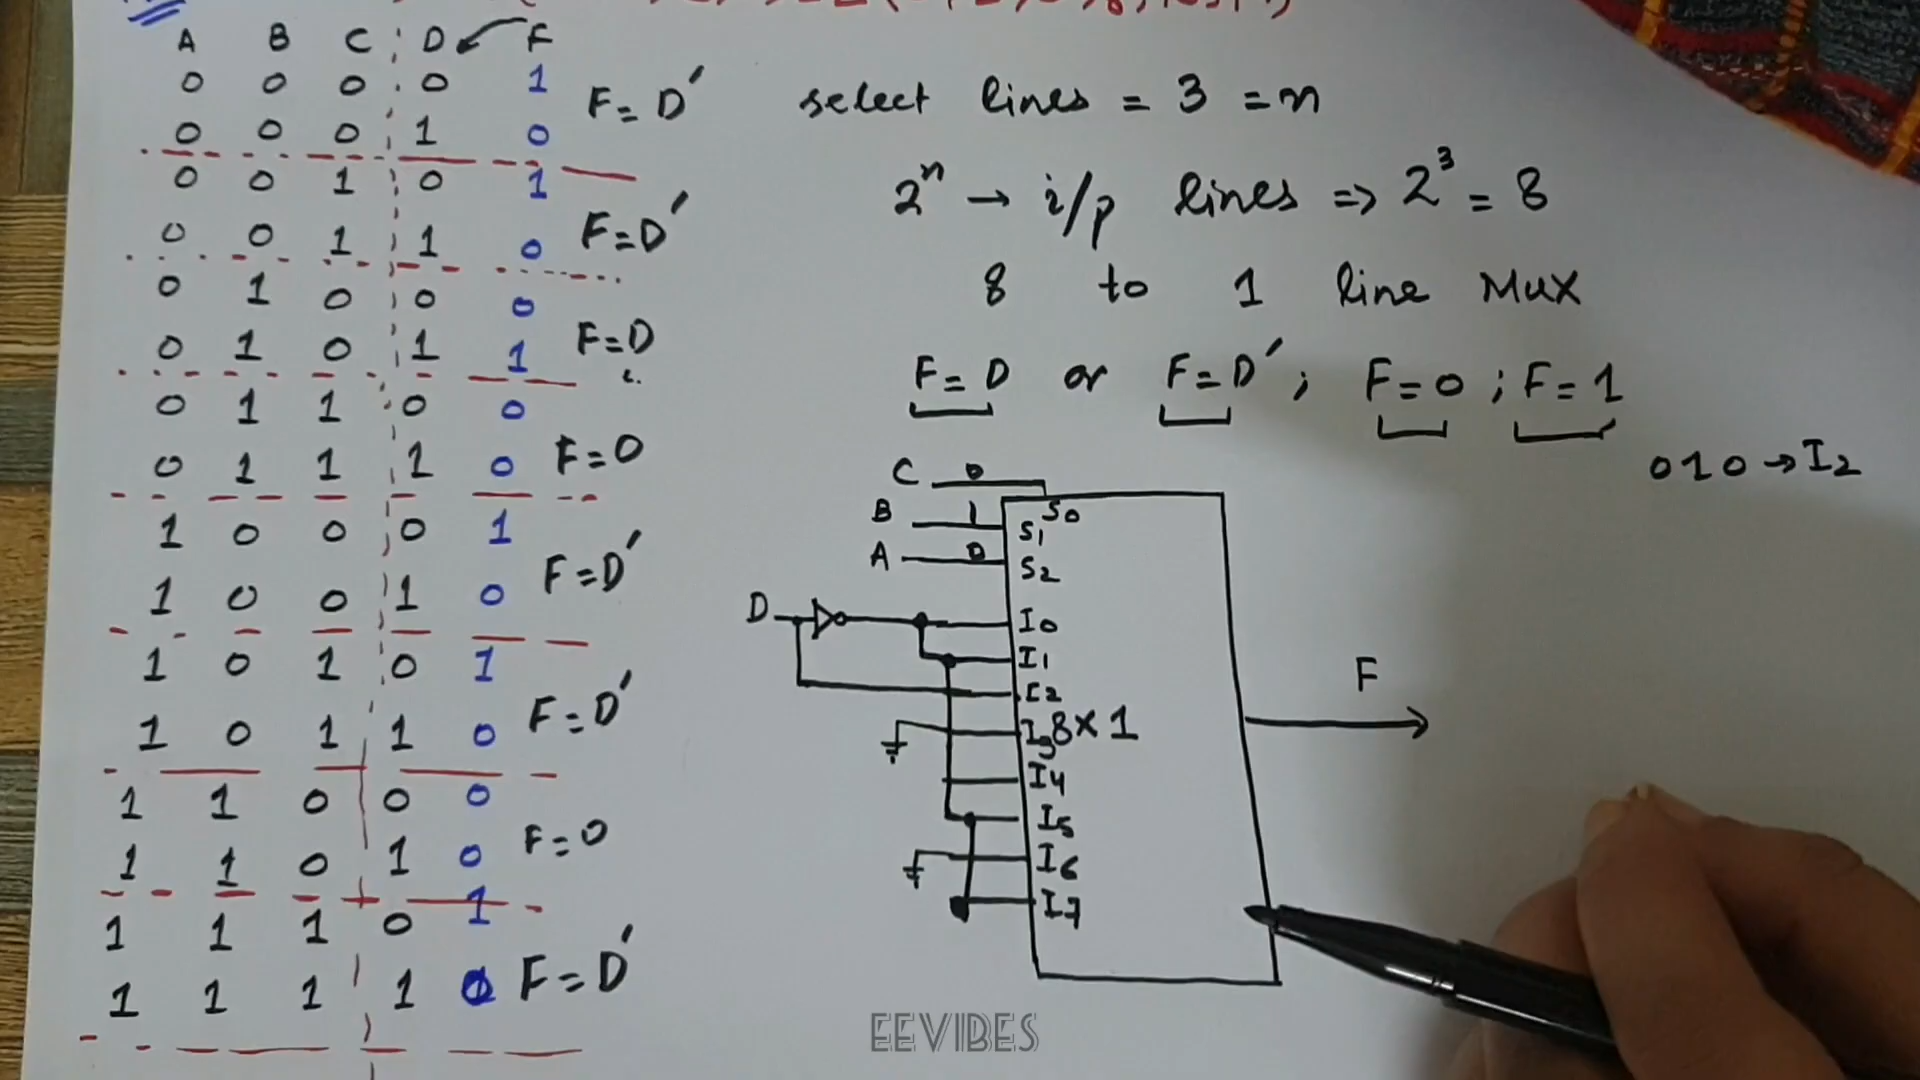 A B C D F
0 0 0 0 1
F = D'
0 0 0 1 0
0 0 1 0 1
F = D'
0 0 1 1 0
0 1 0 0 0
F = D
0 1 0 1 1
0 1 1 0 0
F = 0
0 1 1 1 0
1 0 0 0 1
F = D'
1 0 0 1 0
1 0 1 0 1
F = D'
1 0 1 1 0
1 1 0 0 0
F = 0
1 1 0 1 0
1 1 1 0 1
F = D'
1 1 1 1 0
select lines = 3 = n
2ⁿ → i/p lines => 2³ = 8
8 to 1 line MUX
F = D or F = D' ; F = 0 ; F = 1
010 → I2
C 0 S0
B 1 S1
A 0 S2
D I0
I1
I2
I3 8×1
I4
I5
I6
I7
F
EEVIBES